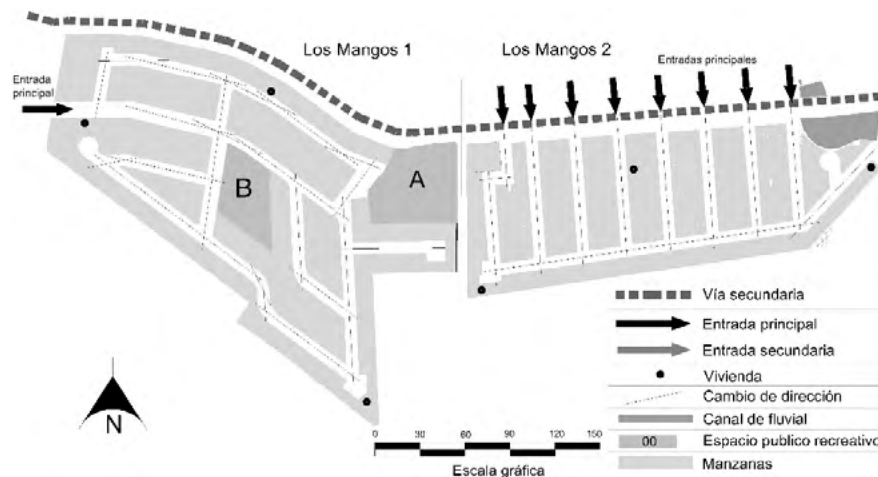 Los Mangos 1
Los Mangos 2
Entrada
principal
Entradas principales
B
A
N
0 30 60 90 120 150
Escala gráfica
Vía secundaria
Entrada principal
Entrada secundaria
Vivienda
Cambio de dirección
Canal de fluvial
00 Espacio publico recreativo
Manzanas